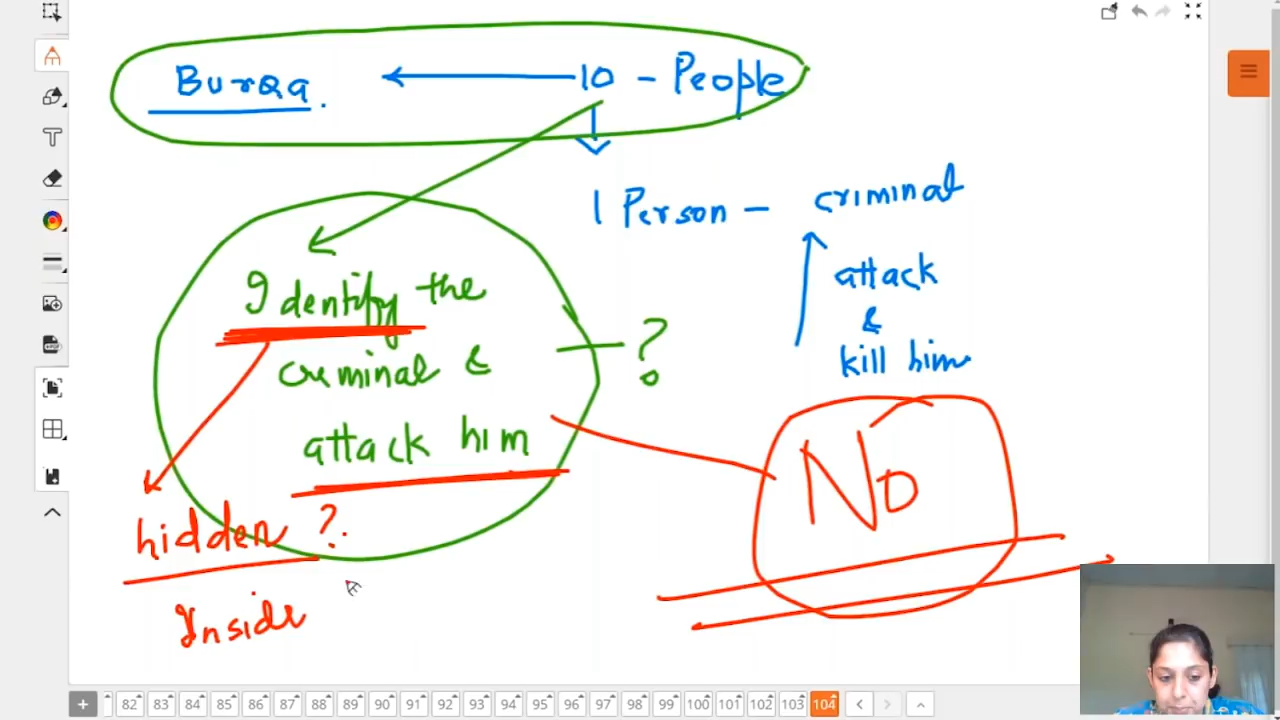 Burqa. ← 10 - People
1 Person - criminal
attack
&
kill him
Identify the
criminal &
attack him
?
No
hidden ?
Inside
82 83 84 85 86 87 88 89 90 91 92 93 94 95 96 97 98 99 100 101 102 103 104